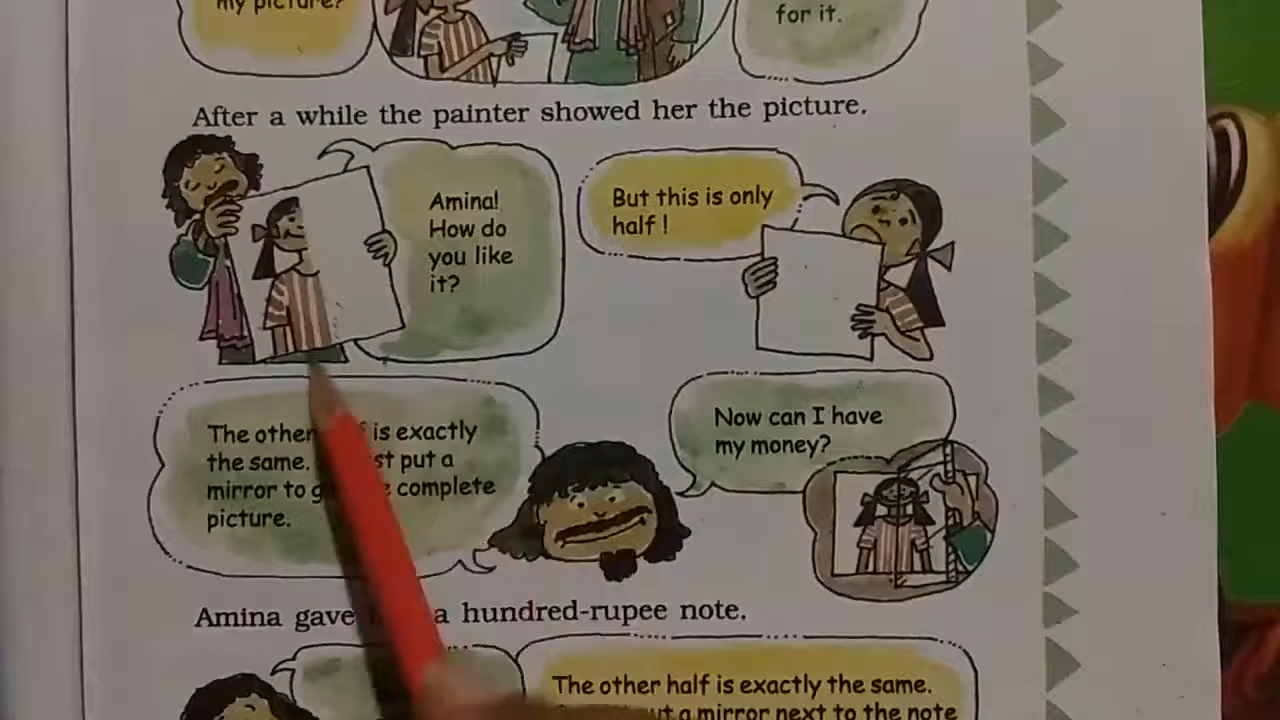 my picture?
for it.
After a while the painter showed her the picture.
Amina!
How do
you like
it?
But this is only
half !
The other is exactly
the same. put a
mirror to complete
picture.
Now can I have
my money?
Amina gave a hundred-rupee note.
The other half is exactly the same.
a mirror next to the note